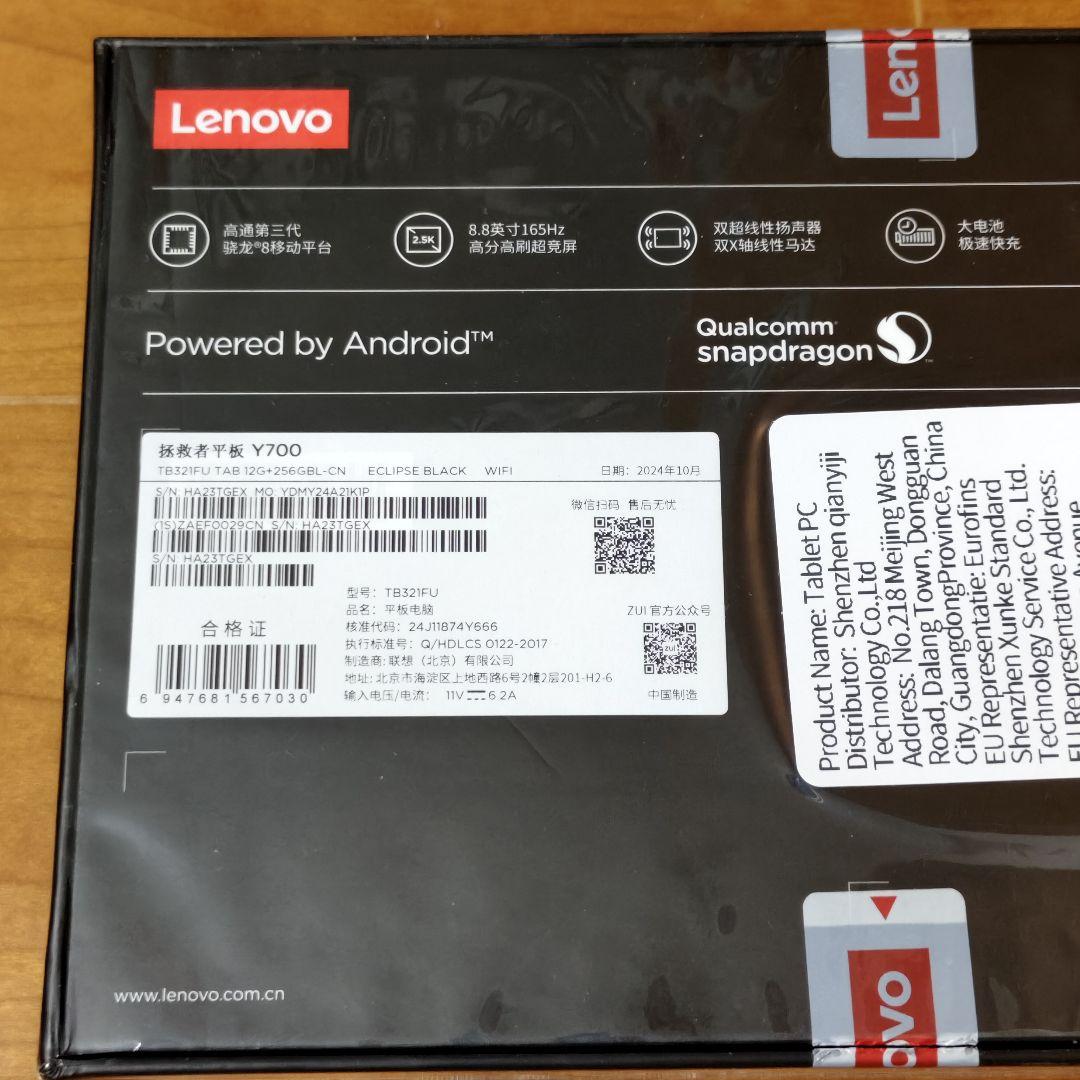 Lenovo
Lenovo
高通第三代
骁龙®8移动平台
2.5K
8.8英寸165Hz
高分高刷超竞屏
双超线性扬声器
双X轴线性马达
大电池
极速快充
Powered by Android™
Qualcomm
snapdragon
拯救者平板 Y700
TB321FU TAB 12G+256GBL-CN ECLIPSE BLACK WIFI 日期：2024年10月
S/N: HA23TGEX MO: YDMY24A21K1P
(1S)ZAEF0029CN S/N: HA23TGEX
S/N: HA23TGEX
微信扫码 售后无忧
合格证
6 947681 567030
型号：TB321FU
品名：平板电脑
核准代码：24J11874Y666
执行标准号：Q/HDLCS 0122-2017
制造商：联想（北京）有限公司
地址：北京市海淀区上地西路6号2幢2层201-H2-6
输入电压/电流： 11V⎓6.2A
ZUI 官方公众号
zui
中国制造
Product Name: Tablet PC
Distributor: Shenzhen qianyiji
Technology Co.,Ltd
Address: No.218 Meijing West
Road, Dalang Town, Dongguan
City, GuangdongProvince, China
EU Representatie: Eurofins
Shenzhen Xunke Standard
Technology Service Co., Ltd.
EU Representative Address:
Avenue
www.lenovo.com.cn
Lenovo